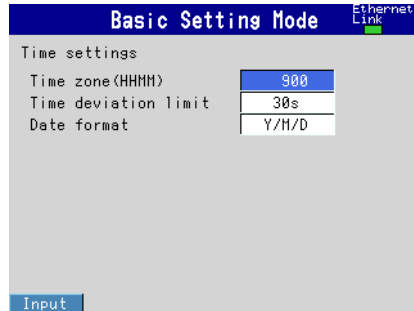 Basic Setting Mode
Ethernet
Link
Time settings
Time zone(HHMM) 900
Time deviation limit 30s
Date format Y/M/D
Input